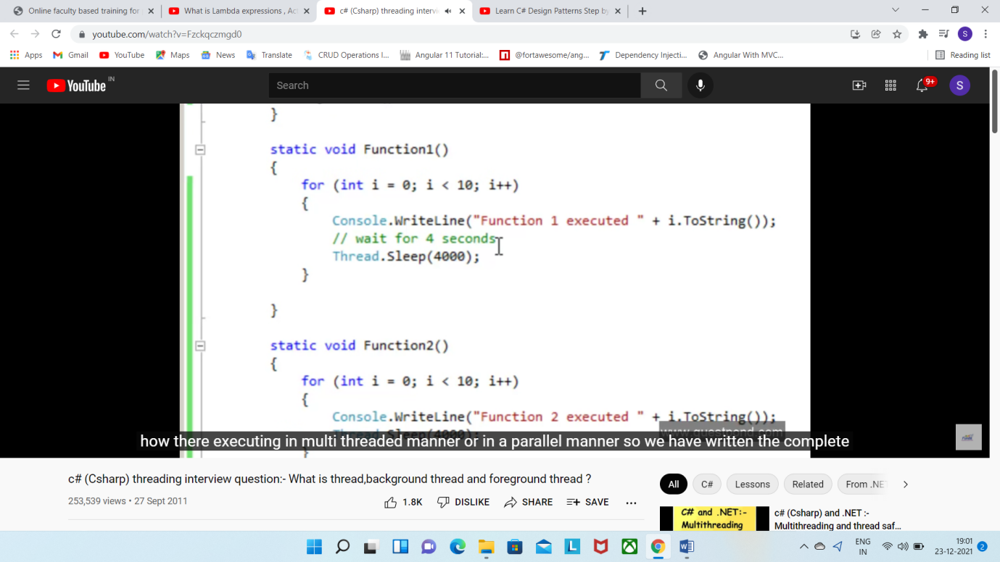 Online faculty based training for
What is Lambda expressions , Ac
c# (Csharp) threading intervi
Learn C# Design Patterns Step by
youtube.com/watch?v=Fzckqczmgd0
S
Apps
Gmail
YouTube
Maps
News
Translate
CRUD Operations I...
Angular 11 Tutorial:...
@fortawesome/ang...
Dependency Injecti...
Angular With MVC...
Reading list
YouTube IN
Search
9+
S
}
static void Function1()
{
for (int i = 0; i < 10; i++)
{
Console.WriteLine("Function 1 executed " + i.ToString());
// wait for 4 seconds
Thread.Sleep(4000);
}
}
static void Function2()
{
for (int i = 0; i < 10; i++)
{
Console.WriteLine("Function 2 executed " + i.ToString());
Thread.Sleep(4000);
www.questpond.com
how there executing in multi threaded manner or in a parallel manner so we have written the complete
}
c# (Csharp) threading interview question:- What is thread,background thread and foreground thread ?
253,539 views • 27 Sept 2011
1.8K
DISLIKE
SHARE
SAVE
...
All
C#
Lessons
Related
From .NE
C# and .NET:-
Multithreading
c# (Csharp) and .NET :-
Multithreading and thread saf...
L
W
ENG
IN
19:01
23-12-2021
2